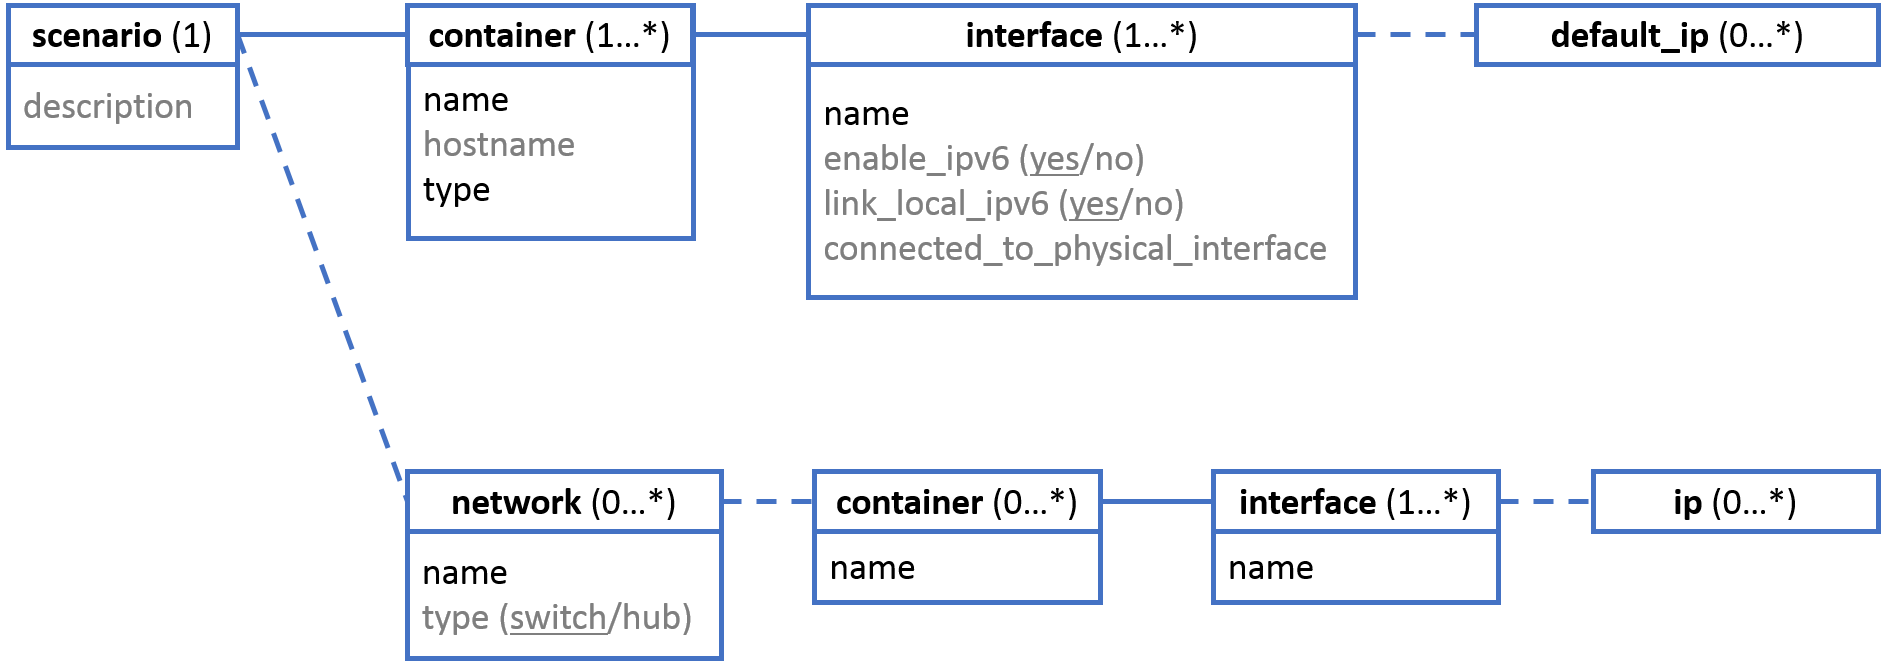 scenario (1)
description
container (1...*)
name
hostname
type
interface (1...*)
name
enable_ipv6 (yes/no)
link_local_ipv6 (yes/no)
connected_to_physical_interface
default_ip (0...*)
network (0...*)
name
type (switch/hub)
container (0...*)
name
interface (1...*)
name
ip (0...*)